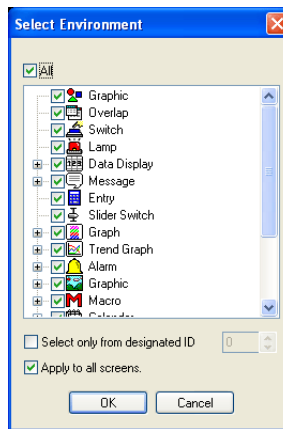 Select Environment
All
Graphic
Overlap
Switch
Lamp
Data Display
Message
Entry
Slider Switch
Graph
Trend Graph
Alarm
Graphic
Macro
Calendar
Select only from designated ID
0
Apply to all screens.
OK
Cancel